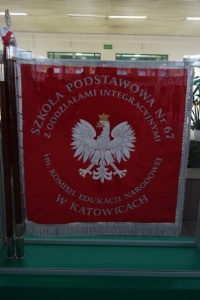 SZKOŁA PODSTAWOWA Nr 67
Z ODDZIAŁAMI INTEGRACYJNYMI
im. KOMISJI EDUKACJI NARODOWEJ
W KATOWICACH